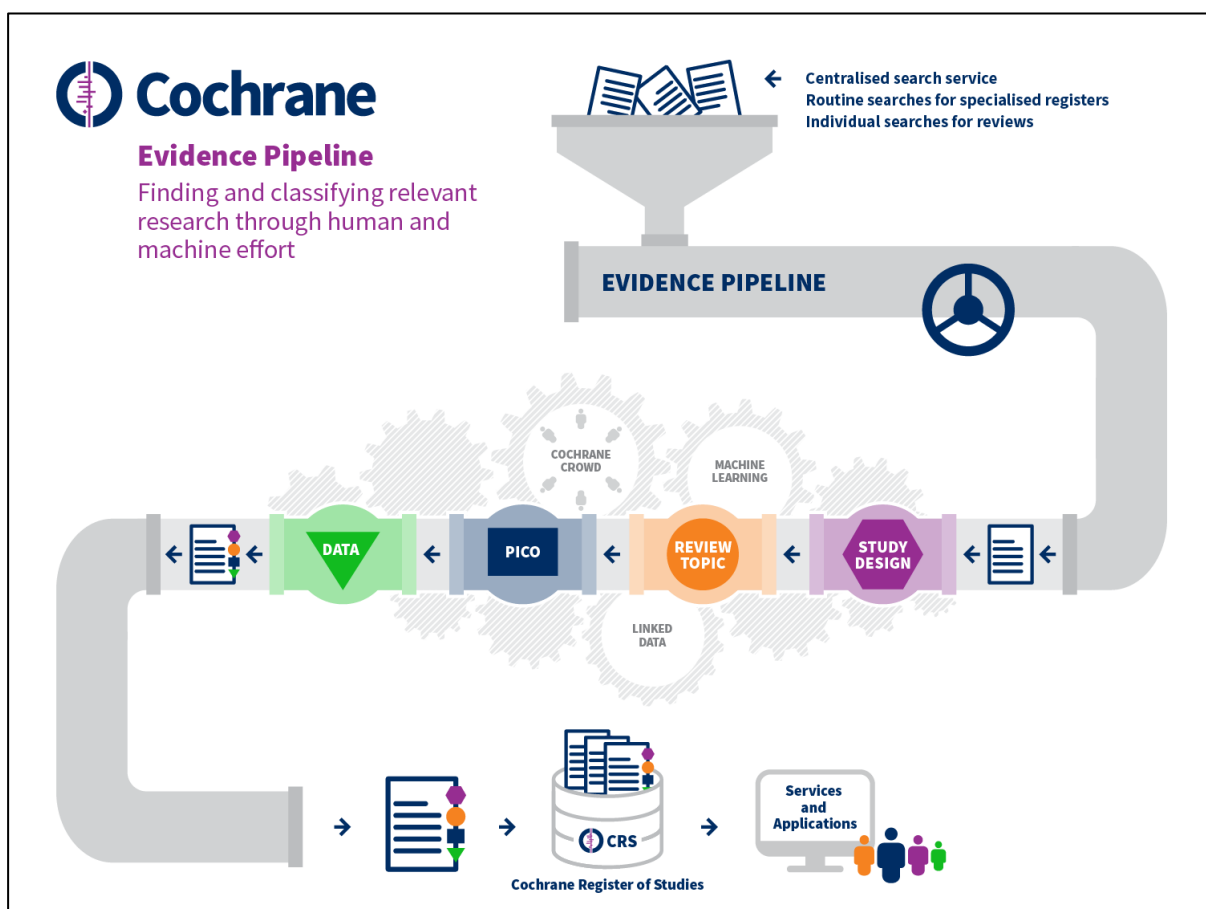 Cochrane
Evidence Pipeline
Finding and classifying relevant
research through human and
machine effort
Centralised search service
Routine searches for specialised registers
Individual searches for reviews
EVIDENCE PIPELINE
COCHRANE
CROWD
MACHINE
LEARNING
DATA
PICO
REVIEW
TOPIC
STUDY
DESIGN
LINKED
DATA
CRS
Cochrane Register of Studies
Services
and
Applications